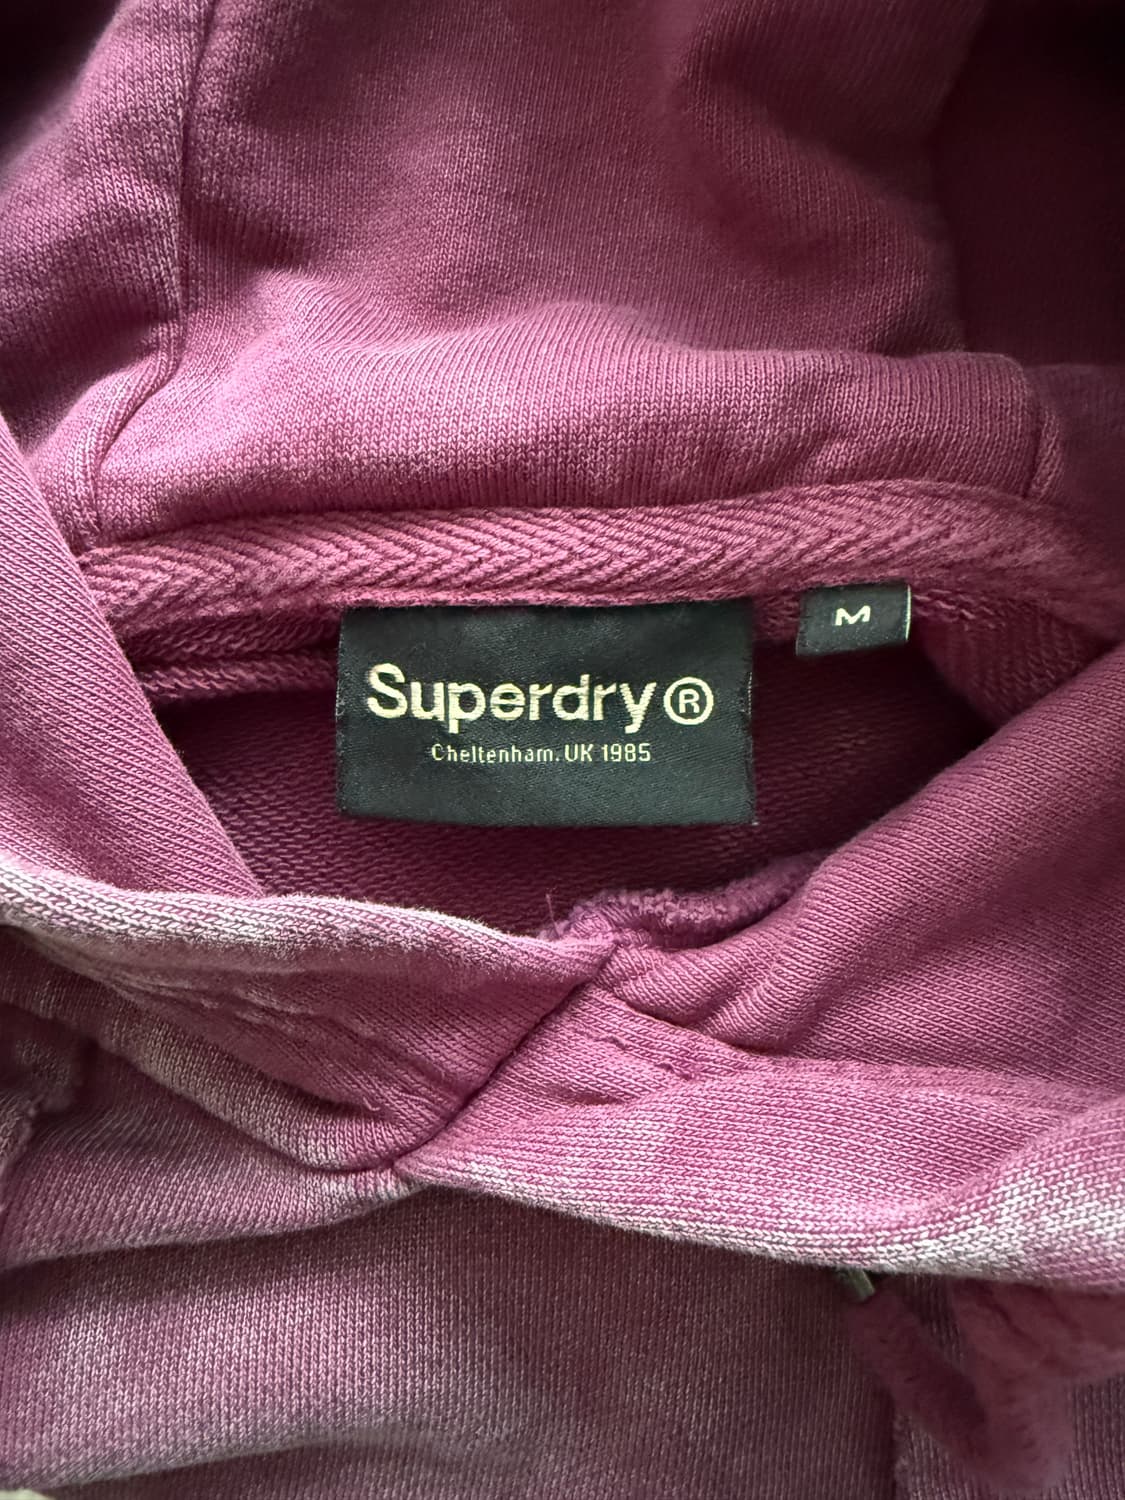 Superdry®
Cheltenham. UK 1985
M